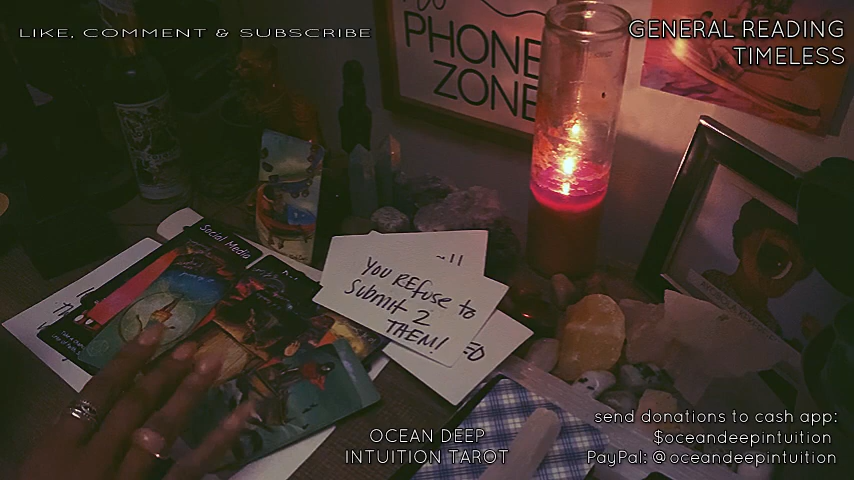 LIKE, COMMENT & SUBSCRIBE
GENERAL READING
TIMELESS
PHONE
ZONE
Social Media
YOU REFUSE to
SUBMIT 2
THEM!
ED
OCEAN DEEP
INTUITION TAROT
send donations to cash app:
$oceandeepintuition
PayPal: @oceandeepintuition